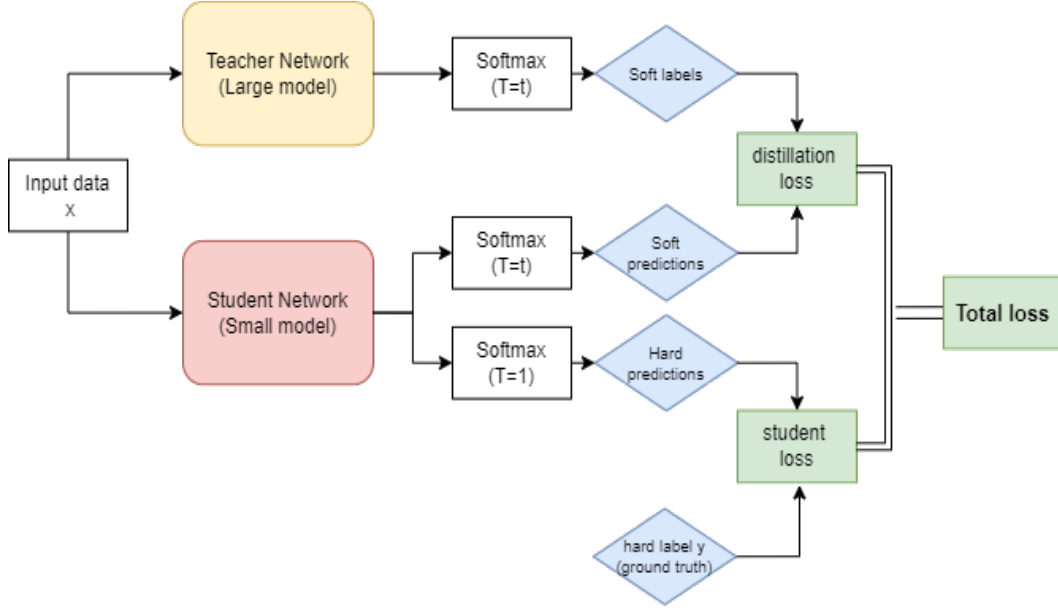 Teacher Network
(Large model)
Softmax
(T=t)
Soft labels
distillation
loss
Input data
x
Softmax
(T=t)
Soft
predictions
Student Network
(Small model)
Total loss
Softmax
(T=1)
Hard
predictions
student
loss
hard label y
(ground truth)